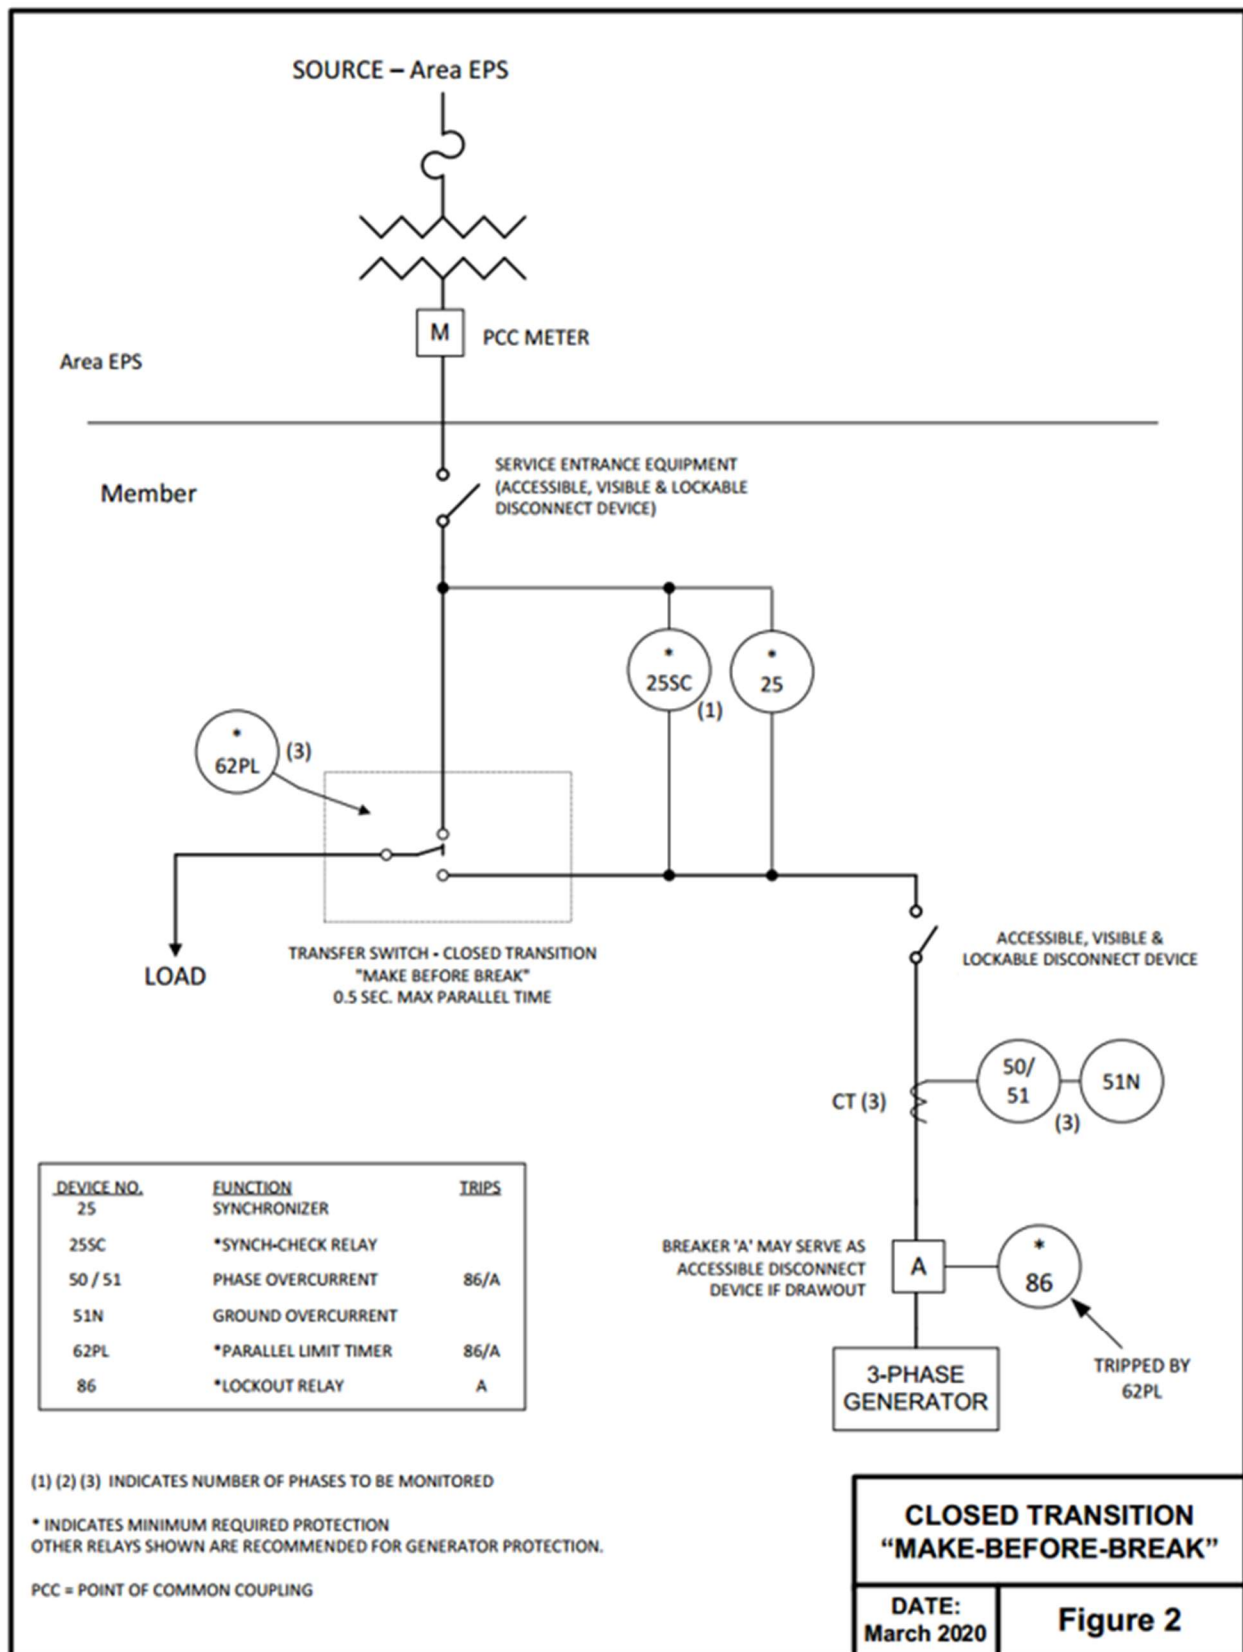 SOURCE – Area EPS
M
PCC METER
Area EPS
Member
SERVICE ENTRANCE EQUIPMENT
(ACCESSIBLE, VISIBLE & LOCKABLE
DISCONNECT DEVICE)
*
25SC
(1)
*
25
*
62PL
(3)
LOAD
TRANSFER SWITCH - CLOSED TRANSITION
"MAKE BEFORE BREAK"
0.5 SEC. MAX PARALLEL TIME
ACCESSIBLE, VISIBLE &
LOCKABLE DISCONNECT DEVICE
CT (3)
50/
51
(3)
51N
BREAKER 'A' MAY SERVE AS
ACCESSIBLE DISCONNECT
DEVICE IF DRAWOUT
A
*
86
TRIPPED BY
62PL
3-PHASE
GENERATOR
DEVICE NO. FUNCTION TRIPS
25 SYNCHRONIZER
25SC *SYNCH-CHECK RELAY
50 / 51 PHASE OVERCURRENT 86/A
51N GROUND OVERCURRENT
62PL *PARALLEL LIMIT TIMER 86/A
86 *LOCKOUT RELAY A
(1) (2) (3) INDICATES NUMBER OF PHASES TO BE MONITORED
* INDICATES MINIMUM REQUIRED PROTECTION
OTHER RELAYS SHOWN ARE RECOMMENDED FOR GENERATOR PROTECTION.
PCC = POINT OF COMMON COUPLING
CLOSED TRANSITION
“MAKE-BEFORE-BREAK”
DATE:
March 2020
Figure 2